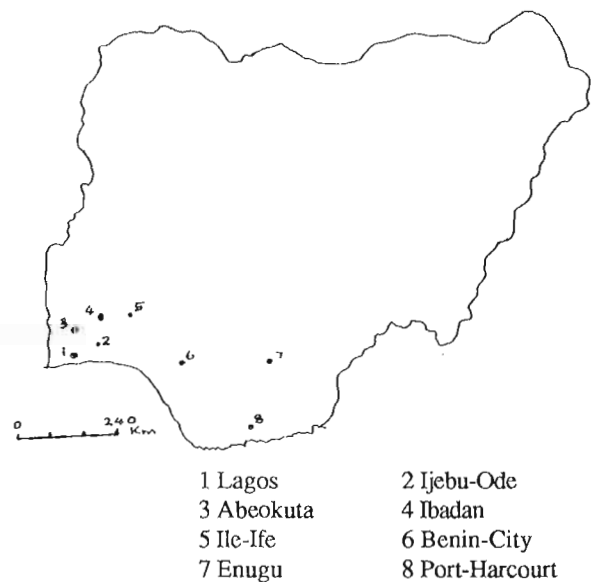 4
5
3
2
1
6
7
8
0 240
Km
1 Lagos 2 Ijebu-Ode
3 Abeokuta 4 Ibadan
5 Ile-Ife 6 Benin-City
7 Enugu 8 Port-Harcourt